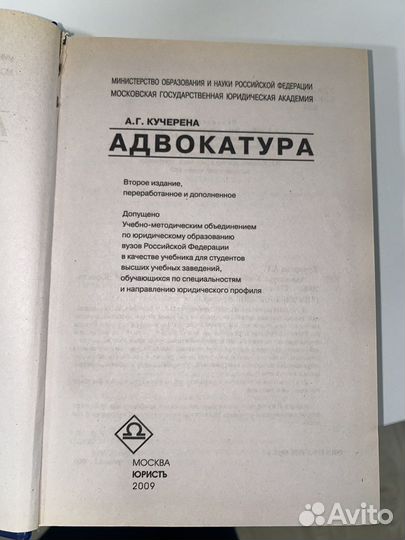 МИНИСТЕРСТВО ОБРАЗОВАНИЯ И НАУКИ РОССИЙСКОЙ ФЕДЕРАЦИИ
МОСКОВСКАЯ ГОСУДАРСТВЕННАЯ ЮРИДИЧЕСКАЯ АКАДЕМИЯ
А.Г. КУЧЕРЕНА
АДВОКАТУРА
Второе издание,
переработанное и дополненное
Допущено
Учебно-методическим объединением
по юридическому образованию
вузов Российской Федерации
в качестве учебника для студентов
высших учебных заведений,
обучающихся по специальностям
и направлению юридического профиля
МОСКВА
ЮРИСТЪ
2009
Avito